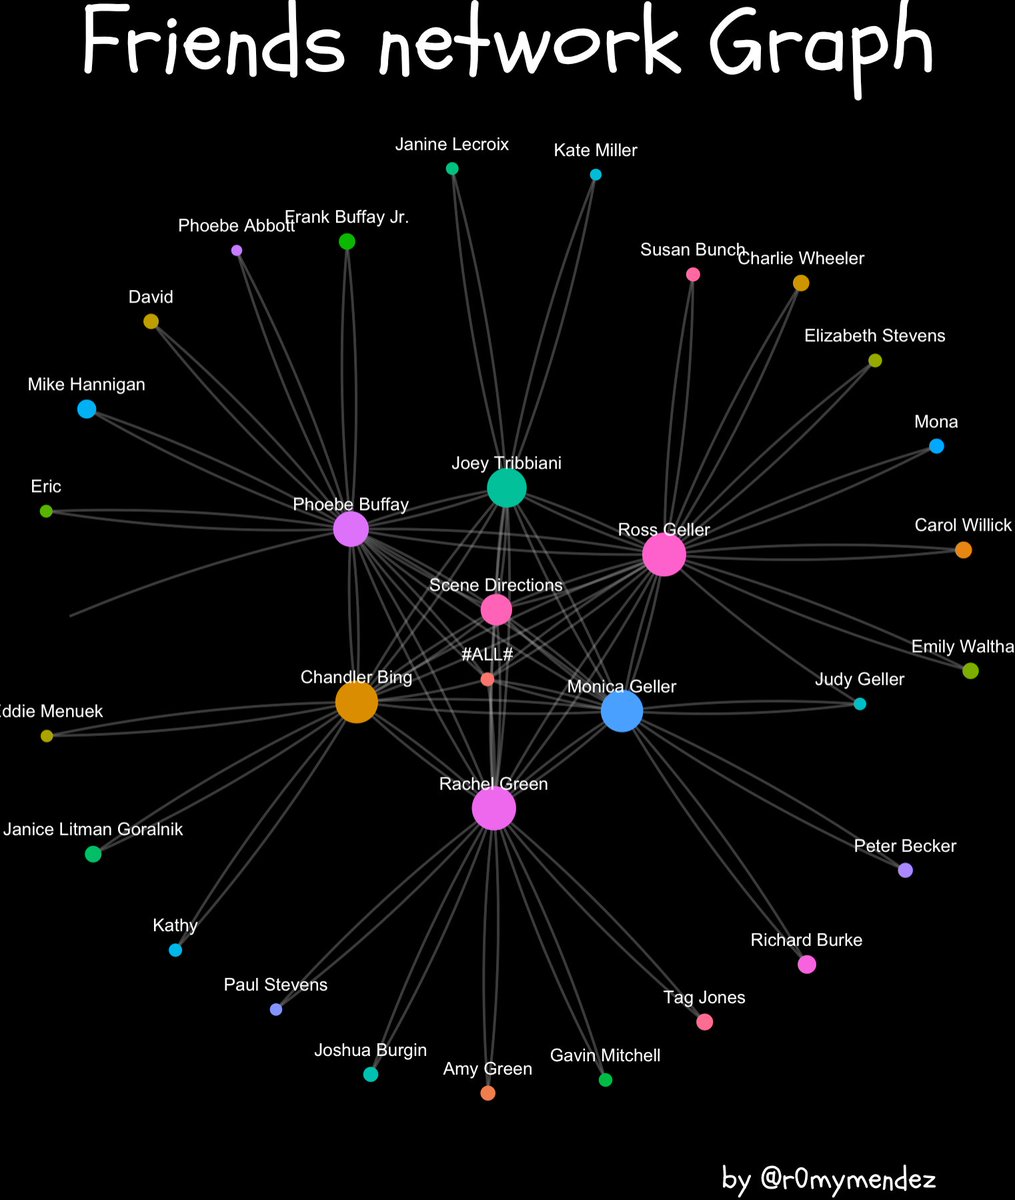 Friends network Graph
Janine Lecroix
Kate Miller
Phoebe Abbott
Frank Buffay Jr.
Susan Bunch
Charlie Wheeler
David
Elizabeth Stevens
Mike Hannigan
Mona
Joey Tribbiani
Eric
Phoebe Buffay
Ross Geller
Carol Willick
Scene Directions
#ALL#
Emily Waltha
Chandler Bing
Monica Geller
Judy Geller
Eddie Menuek
Rachel Green
Janice Litman Goralnik
Peter Becker
Kathy
Richard Burke
Paul Stevens
Tag Jones
Joshua Burgin
Gavin Mitchell
Amy Green
by @r0mymendez